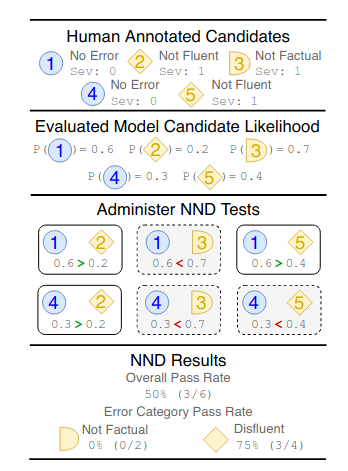 Human Annotated Candidates
1 No Error 2 Not Fluent 3 Not Factual
Sev: 0 Sev: 1 Sev: 1
4 No Error 5 Not Fluent
Sev: 0 Sev: 1
Evaluated Model Candidate Likelihood
P(1)=0.6 P(2)=0.2 P(3)=0.7
P(4)=0.3 P(5)=0.4
Administer NND Tests
1 2 1 3 1 5
0.6>0.2 0.6<0.7 0.6>0.4
4 2 4 3 4 5
0.3>0.2 0.3<0.7 0.3<0.4
NND Results
Overall Pass Rate
50% (3/6)
Error Category Pass Rate
Not Factual Disfluent
0% (0/2) 75% (3/4)